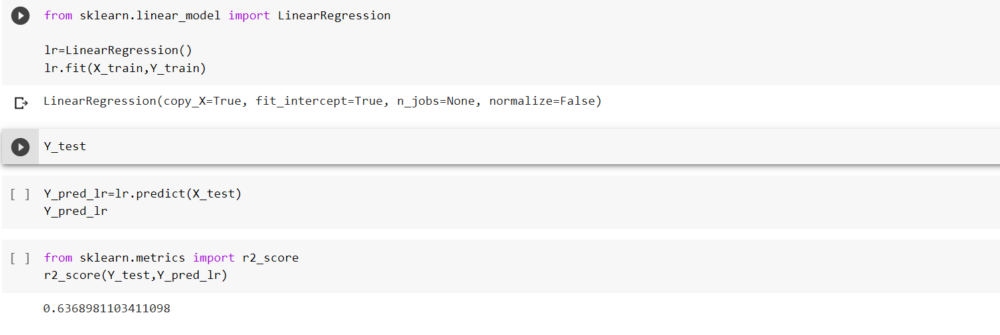 from sklearn.linear_model import LinearRegression
lr=LinearRegression()
lr.fit(X_train,Y_train)
LinearRegression(copy_X=True, fit_intercept=True, n_jobs=None, normalize=False)
Y_test
[ ] Y_pred_lr=lr.predict(X_test)
Y_pred_lr
[ ] from sklearn.metrics import r2_score
r2_score(Y_test,Y_pred_lr)
0.6368981103411098